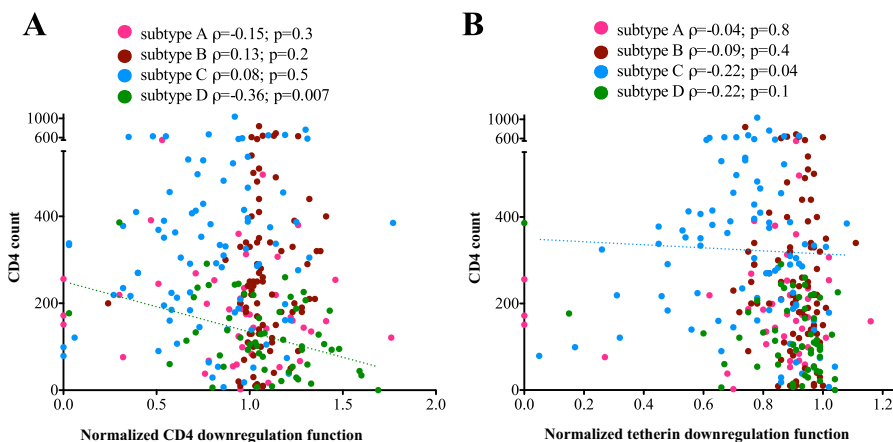 A
subtype A ρ=-0.15; p=0.3
subtype B ρ=0.13; p=0.2
subtype C ρ=0.08; p=0.5
subtype D ρ=-0.36; p=0.007
1000
600
400
200
0
CD4 count
0.0 0.5 1.0 1.5 2.0
Normalized CD4 downregulation function
B
subtype A ρ=-0.04; p=0.8
subtype B ρ=-0.09; p=0.4
subtype C ρ=-0.22; p=0.04
subtype D ρ=-0.22; p=0.1
1000
600
400
200
0
CD4 count
0.0 0.2 0.4 0.6 0.8 1.0 1.2
Normalized tetherin downregulation function